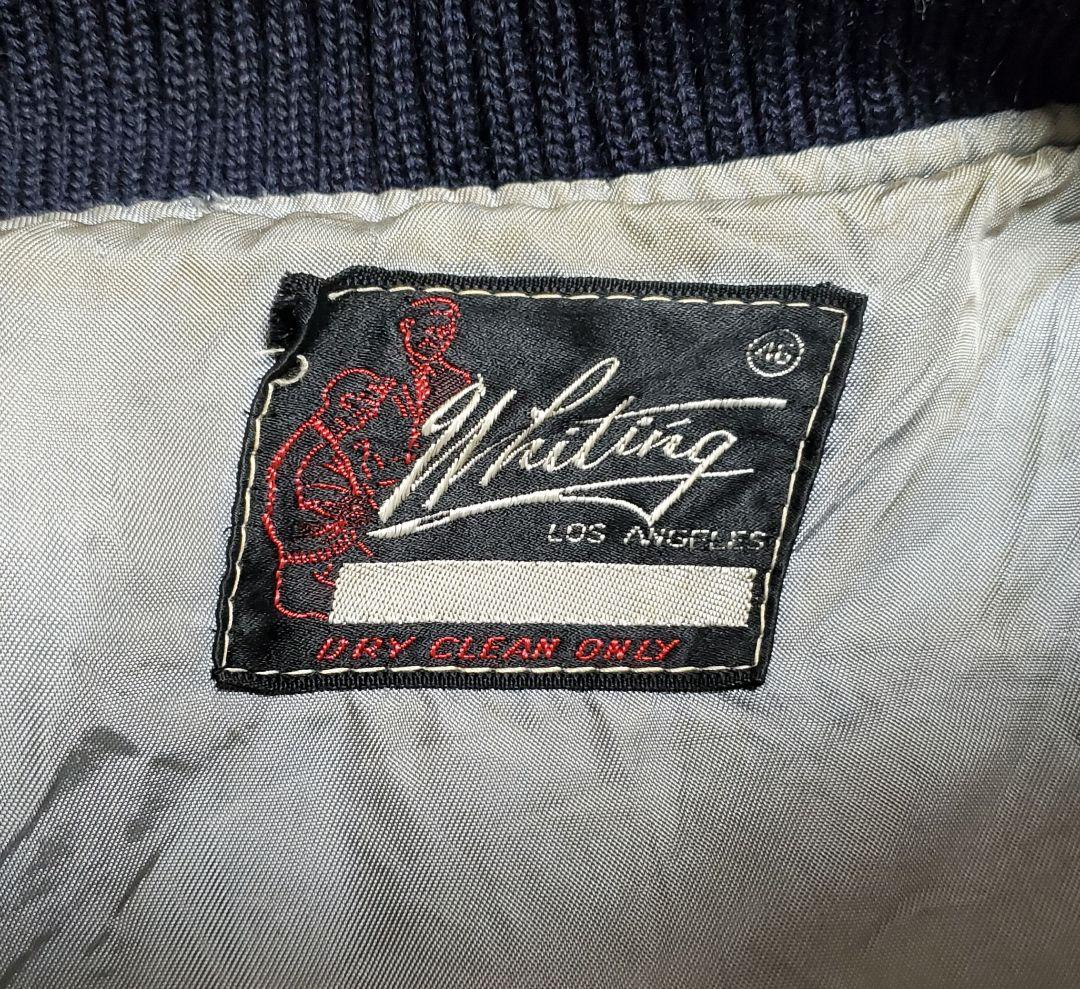 46
Whiting
LOS ANGELES
DRY CLEAN ONLY